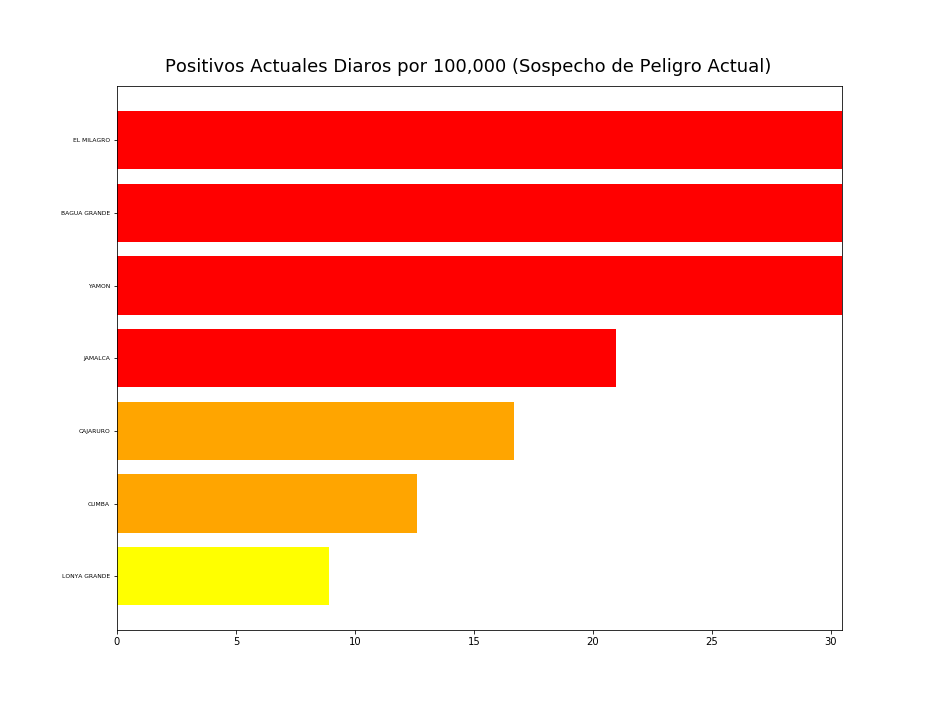 Positivos Actuales Diaros por 100,000 (Sospecho de Peligro Actual)
EL MILAGRO
BAGUA GRANDE
YAMON
JAMALCA
CAJARURO
CUMBA
LONYA GRANDE
0 5 10 15 20 25 30